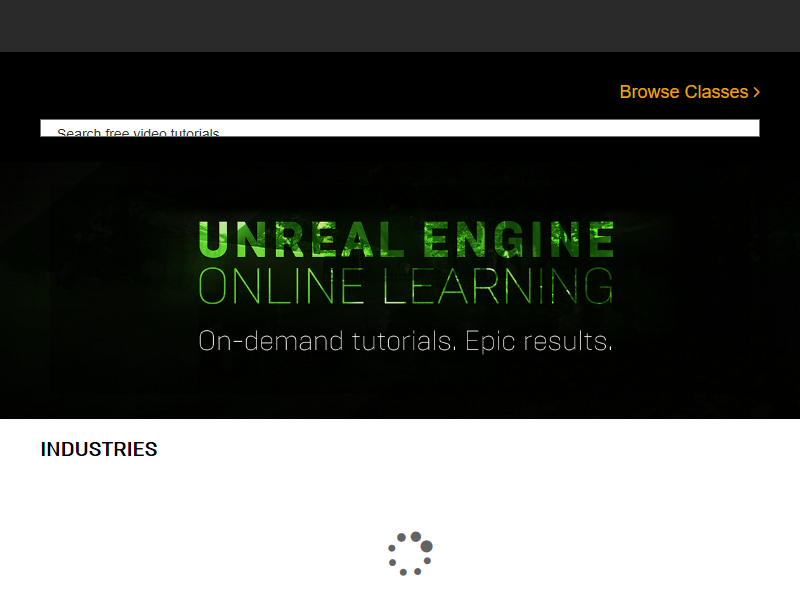 Browse Classes
Search free video tutorials
UNREAL ENGINE
ONLINE LEARNING
On-demand tutorials. Epic results.
INDUSTRIES